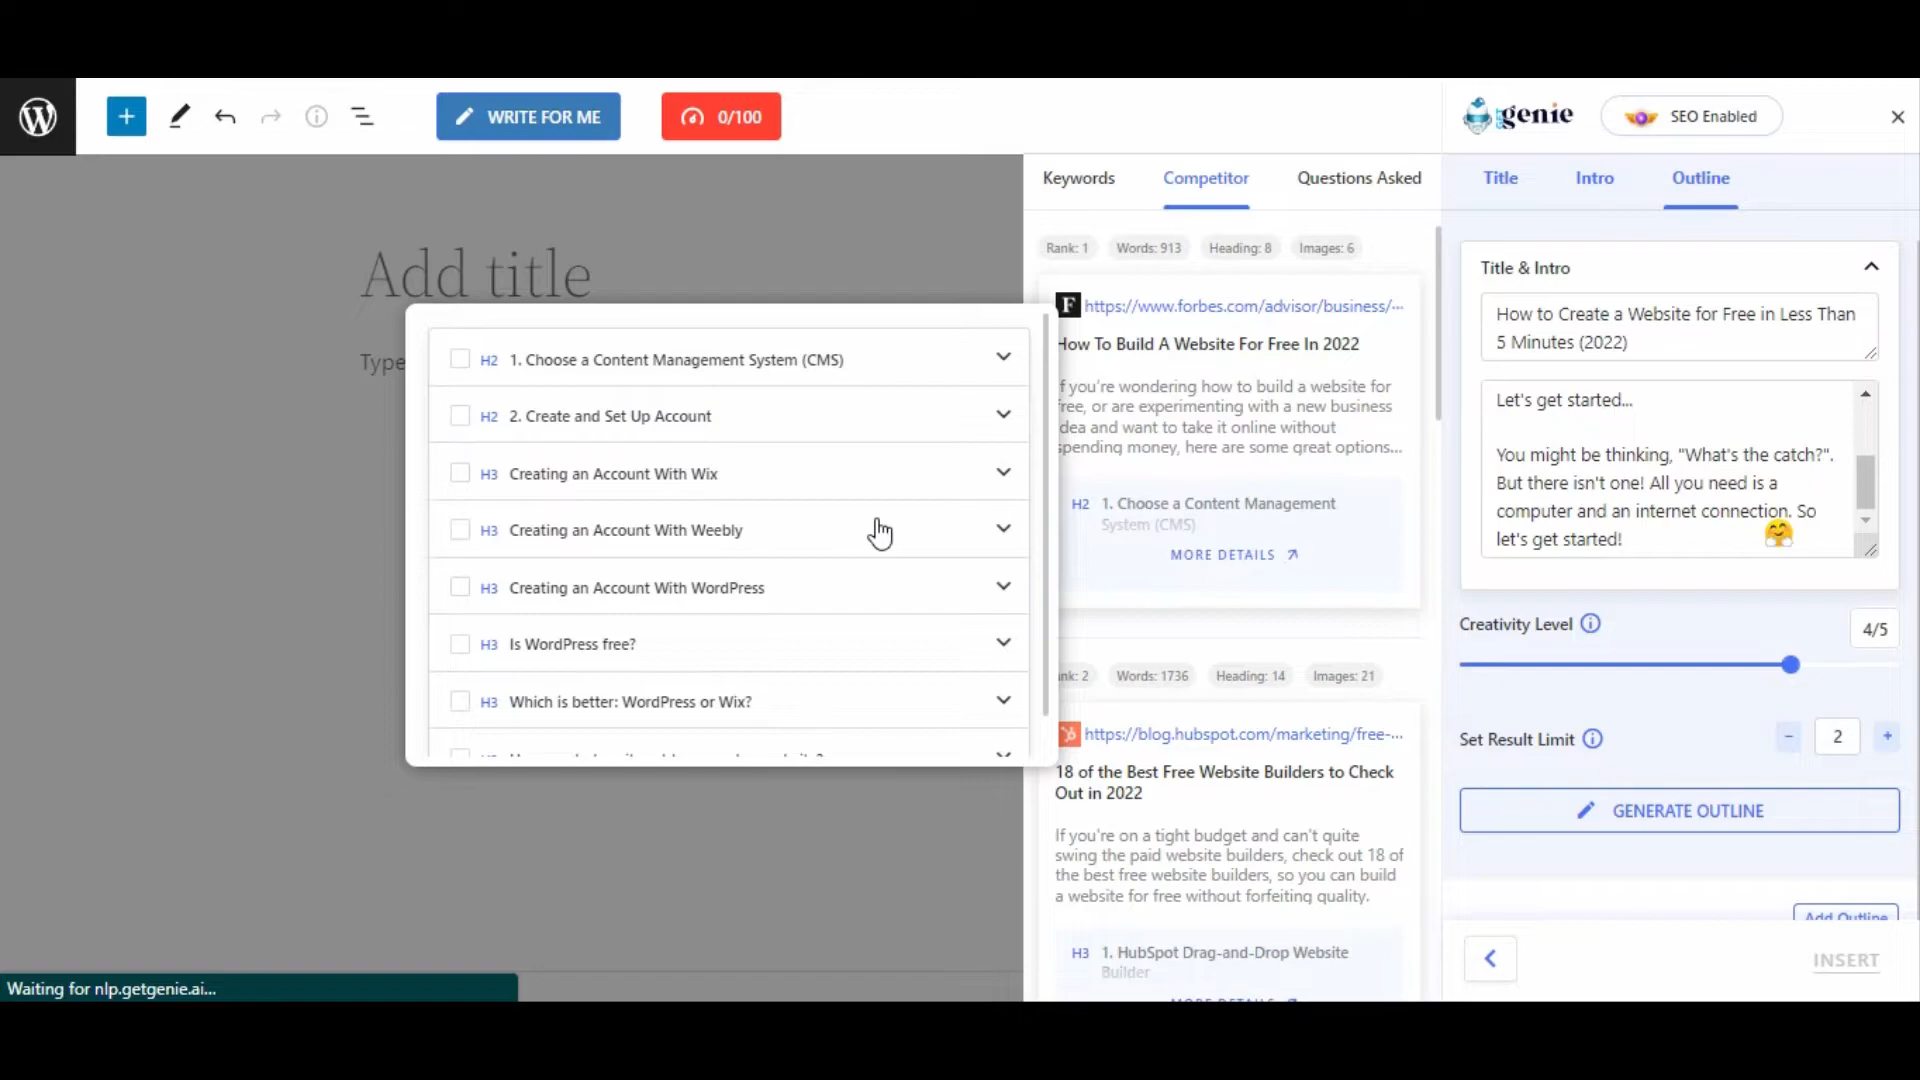 WRITE FOR ME
0/100
genie
SEO Enabled
Add title
Type
H2 1. Choose a Content Management System (CMS)
H2 2. Create and Set Up Account
H3 Creating an Account With Wix
H3 Creating an Account With Weebly
H3 Creating an Account With WordPress
H3 Is WordPress free?
H3 Which is better: WordPress or Wix?
Waiting for nlp.getgenie.ai...
Keywords
Competitor
Questions Asked
Rank: 1
Words: 913
Heading: 8
Images: 6
F https://www.forbes.com/advisor/business/···
How To Build A Website For Free In 2022
f you're wondering how to build a website for
free, or are experimenting with a new business
dea and want to take it online without
spending money, here are some great options...
H2 1. Choose a Content Management
System (CMS)
MORE DETAILS
nk: 2
Words: 1736
Heading: 14
Images: 21
https://blog.hubspot.com/marketing/free-···
18 of the Best Free Website Builders to Check
Out in 2022
If you're on a tight budget and can't quite
swing the paid website builders, check out 18 of
the best free website builders, so you can build
a website for free without forfeiting quality.
H3 1. HubSpot Drag-and-Drop Website
Builder
MORE DETAILS
Title
Intro
Outline
Title & Intro
How to Create a Website for Free in Less Than
5 Minutes (2022)
Let's get started...
You might be thinking, "What's the catch?".
But there isn't one! All you need is a
computer and an internet connection. So
let's get started!
Creativity Level
4/5
Set Result Limit
2
GENERATE OUTLINE
Add Outline
INSERT